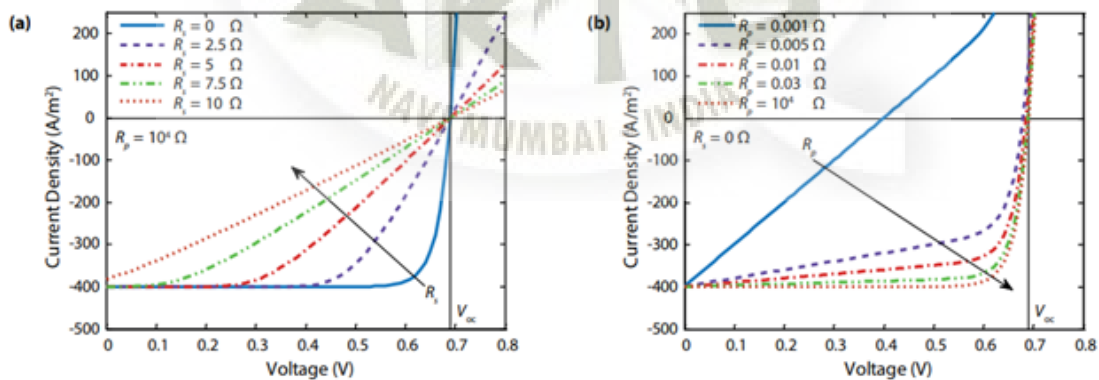 (a)
200
100
0
-100
-200
-300
-400
-500
Current Density (A/m²)
Rs = 0 Ω
Rs = 2.5 Ω
Rs = 5 Ω
Rs = 7.5 Ω
Rs = 10 Ω
Rp = 10⁴ Ω
Rs
Voc
0 0.1 0.2 0.3 0.4 0.5 0.6 0.7 0.8
Voltage (V)
(b)
200
100
0
-100
-200
-300
-400
-500
Current Density (A/m²)
Rp = 0.001 Ω
Rp = 0.005 Ω
Rp = 0.01 Ω
Rp = 0.03 Ω
Rp = 10⁴ Ω
Rs = 0 Ω
Rp
Voc
0 0.1 0.2 0.3 0.4 0.5 0.6 0.7 0.8
Voltage (V)
NAVI MUMBAI INDIA